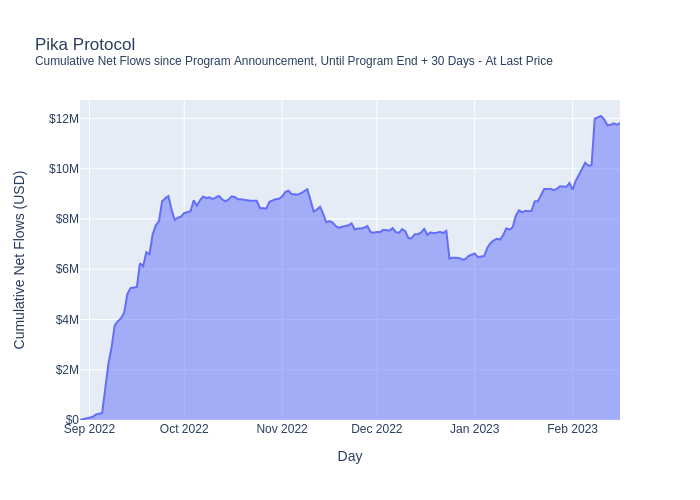 Pika Protocol
Cumulative Net Flows since Program Announcement, Until Program End + 30 Days - At Last Price
$12M
$10M
$8M
$6M
$4M
$2M
$0
Cumulative Net Flows (USD)
Sep 2022 Oct 2022 Nov 2022 Dec 2022 Jan 2023 Feb 2023
Day